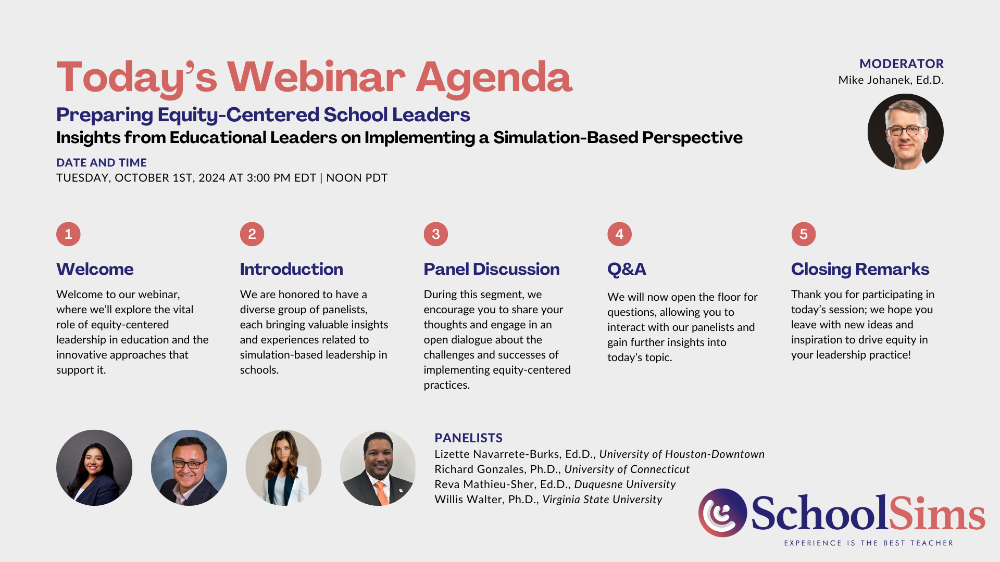 Today’s Webinar Agenda
Preparing Equity-Centered School Leaders
Insights from Educational Leaders on Implementing a Simulation-Based Perspective
DATE AND TIME
TUESDAY, OCTOBER 1ST, 2024 AT 3:00 PM EDT | NOON PDT
MODERATOR
Mike Johanek, Ed.D.
1
Welcome
Welcome to our webinar,
where we’ll explore the vital
role of equity-centered
leadership in education and the
innovative approaches that
support it.
2
Introduction
We are honored to have a
diverse group of panelists,
each bringing valuable insights
and experiences related to
simulation-based leadership in
schools.
3
Panel Discussion
During this segment, we
encourage you to share your
thoughts and engage in an
open dialogue about the
challenges and successes of
implementing equity-centered
practices.
4
Q&A
We will now open the floor for
questions, allowing you to
interact with our panelists and
gain further insights into
today’s topic.
5
Closing Remarks
Thank you for participating in
today’s session; we hope you
leave with new ideas and
inspiration to drive equity in
your leadership practice!
PANELISTS
Lizette Navarrete-Burks, Ed.D., University of Houston-Downtown
Richard Gonzales, Ph.D., University of Connecticut
Reva Mathieu-Sher, Ed.D., Duquesne University
Willis Walter, Ph.D., Virginia State University
SchoolSims
EXPERIENCE IS THE BEST TEACHER